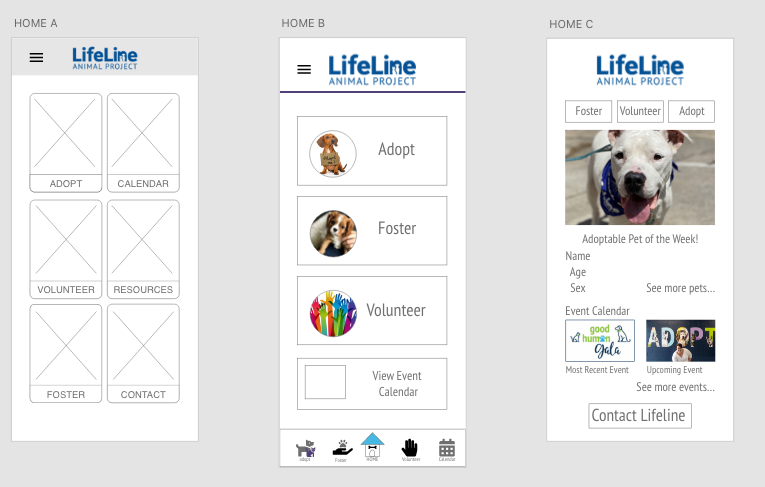 HOME A
LifeLine
ANIMAL PROJECT
ADOPT
CALENDAR
VOLUNTEER
RESOURCES
FOSTER
CONTACT
HOME B
LifeLine
ANIMAL PROJECT
Adopt
Foster
Volunteer
View Event
Calendar
adopt
Foster
HOME
Volunteer
Calendar
HOME C
LifeLine
ANIMAL PROJECT
Foster
Volunteer
Adopt
Adoptable Pet of the Week!
Name
Age
Sex
See more pets...
Event Calendar
good
human
gala
ADOPT
Most Recent Event
Upcoming Event
See more events...
Contact Lifeline